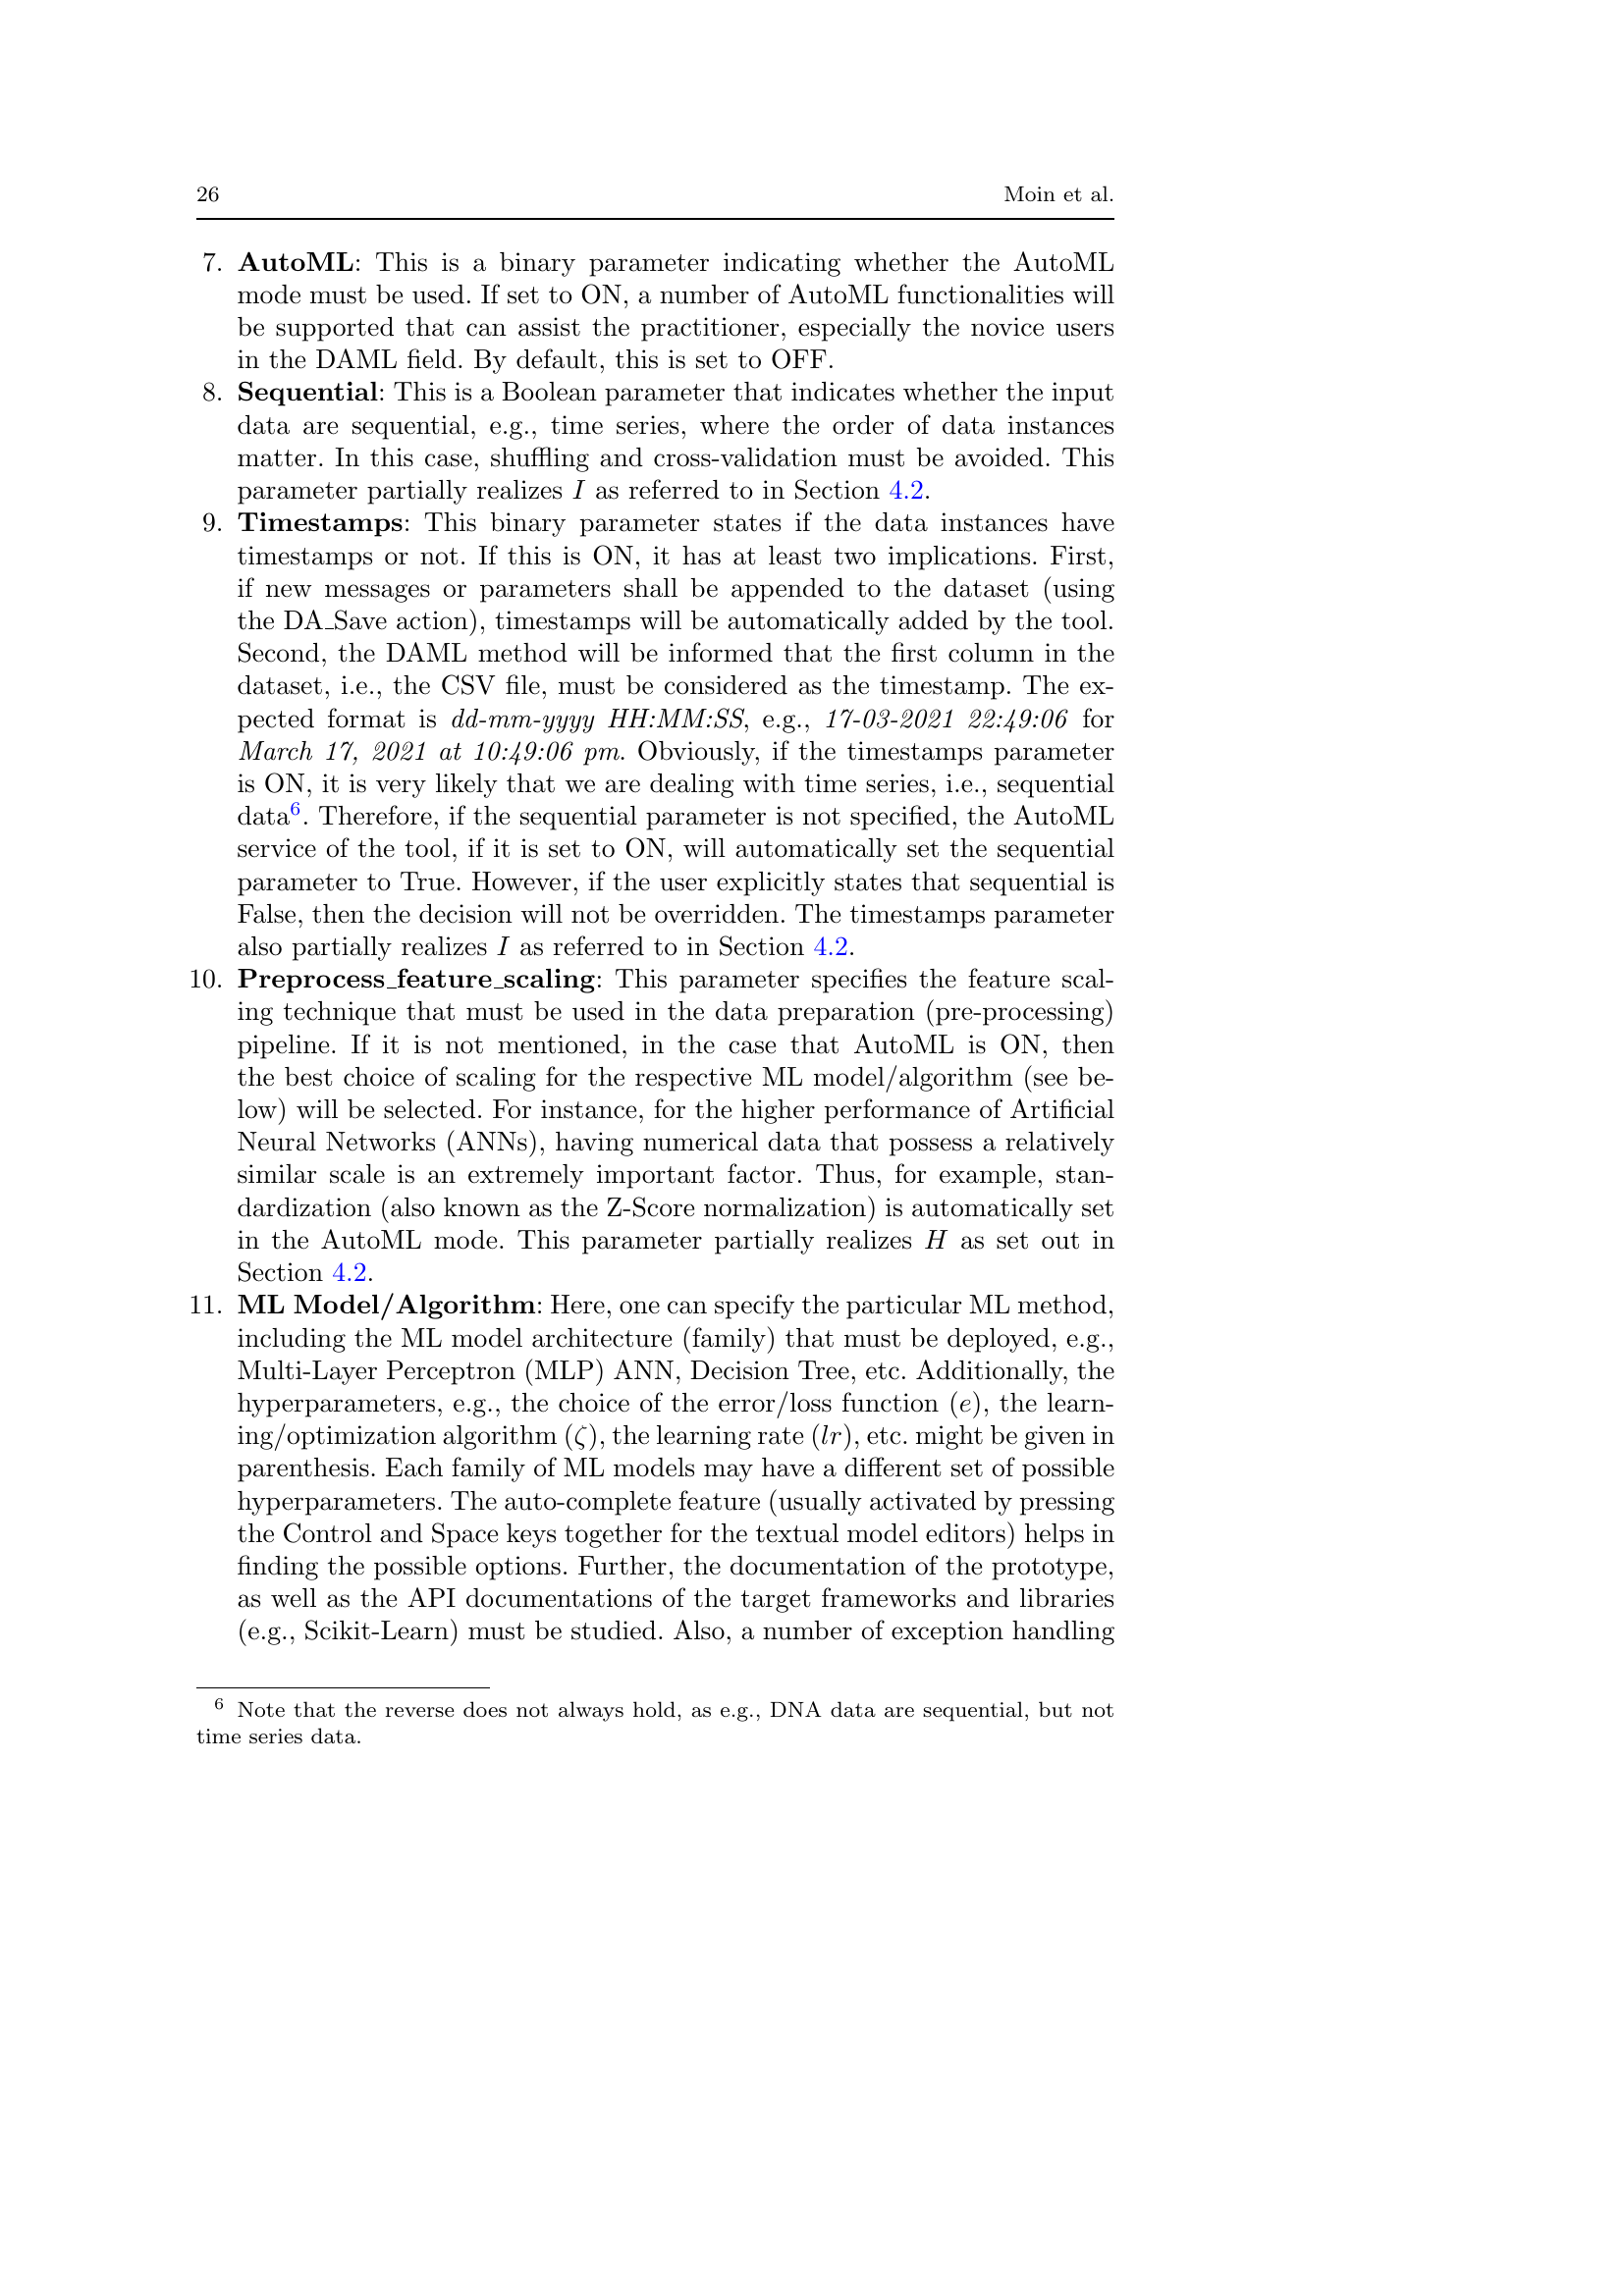 26
Moin et al.
7. AutoML: This is a binary parameter indicating whether the AutoML
mode must be used. If set to ON, a number of AutoML functionalities will
be supported that can assist the practitioner, especially the novice users
in the DAML field. By default, this is set to OFF.
8. Sequential: This is a Boolean parameter that indicates whether the input
data are sequential, e.g., time series, where the order of data instances
matter. In this case, shuffling and cross-validation must be avoided. This
parameter partially realizes I as referred to in Section 4.2.
9. Timestamps: This binary parameter states if the data instances have
timestamps or not. If this is ON, it has at least two implications. First,
if new messages or parameters shall be appended to the dataset (using
the DA_Save action), timestamps will be automatically added by the tool.
Second, the DAML method will be informed that the first column in the
dataset, i.e., the CSV file, must be considered as the timestamp. The ex-
pected format is dd-mm-yyyy HH:MM:SS, e.g., 17-03-2021 22:49:06 for
March 17, 2021 at 10:49:06 pm. Obviously, if the timestamps parameter
is ON, it is very likely that we are dealing with time series, i.e., sequential
data6. Therefore, if the sequential parameter is not specified, the AutoML
service of the tool, if it is set to ON, will automatically set the sequential
parameter to True. However, if the user explicitly states that sequential is
False, then the decision will not be overridden. The timestamps parameter
also partially realizes I as referred to in Section 4.2.
10. Preprocess_feature_scaling: This parameter specifies the feature scal-
ing technique that must be used in the data preparation (pre-processing)
pipeline. If it is not mentioned, in the case that AutoML is ON, then
the best choice of scaling for the respective ML model/algorithm (see be-
low) will be selected. For instance, for the higher performance of Artificial
Neural Networks (ANNs), having numerical data that possess a relatively
similar scale is an extremely important factor. Thus, for example, stan-
dardization (also known as the Z-Score normalization) is automatically set
in the AutoML mode. This parameter partially realizes H as set out in
Section 4.2.
11. ML Model/Algorithm: Here, one can specify the particular ML method,
including the ML model architecture (family) that must be deployed, e.g.,
Multi-Layer Perceptron (MLP) ANN, Decision Tree, etc. Additionally, the
hyperparameters, e.g., the choice of the error/loss function (e), the learn-
ing/optimization algorithm (ζ), the learning rate (lr), etc. might be given in
parenthesis. Each family of ML models may have a different set of possible
hyperparameters. The auto-complete feature (usually activated by pressing
the Control and Space keys together for the textual model editors) helps in
finding the possible options. Further, the documentation of the prototype,
as well as the API documentations of the target frameworks and libraries
(e.g., Scikit-Learn) must be studied. Also, a number of exception handling
6 Note that the reverse does not always hold, as e.g., DNA data are sequential, but not
time series data.